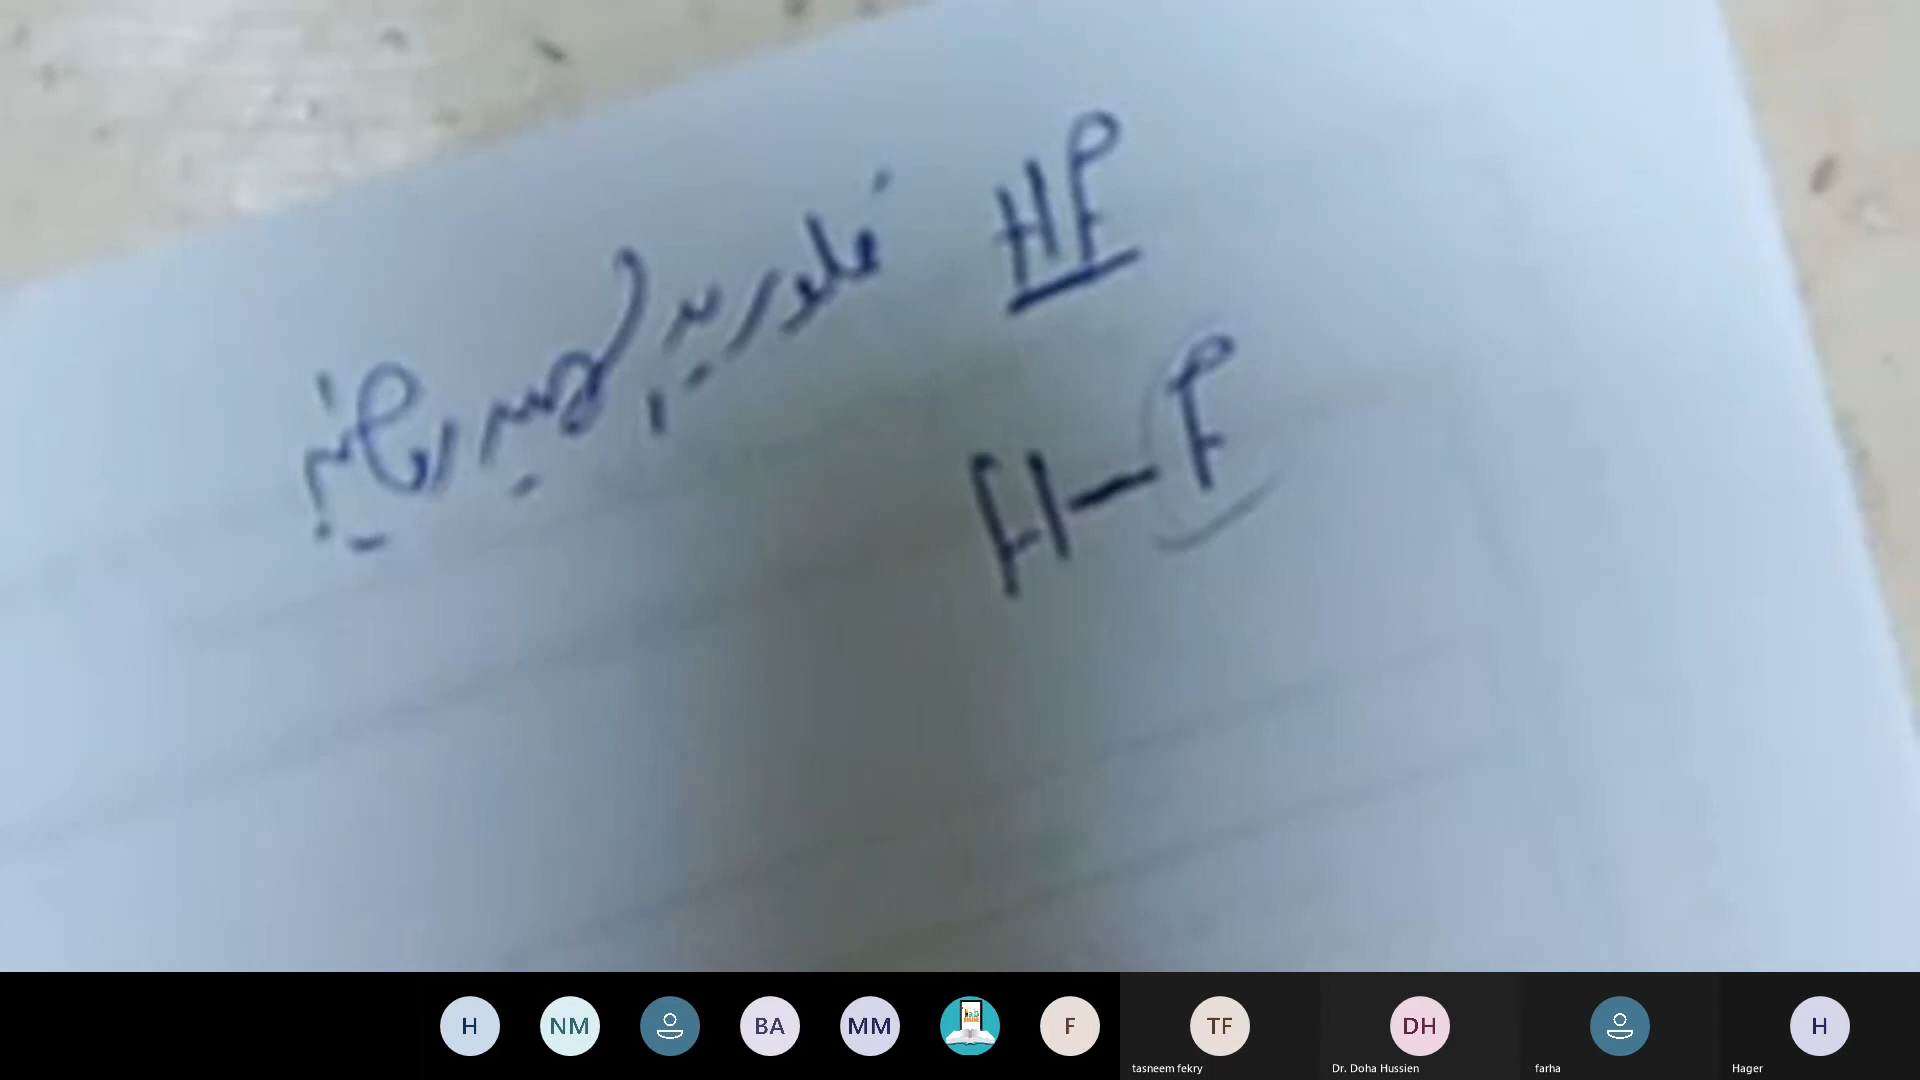 HF فلوريد الهيدروجين
H-F
H
NM
BA
MM
F
TF
DH
H
tasneem fekry
Dr. Doha Hussien
farha
Hager